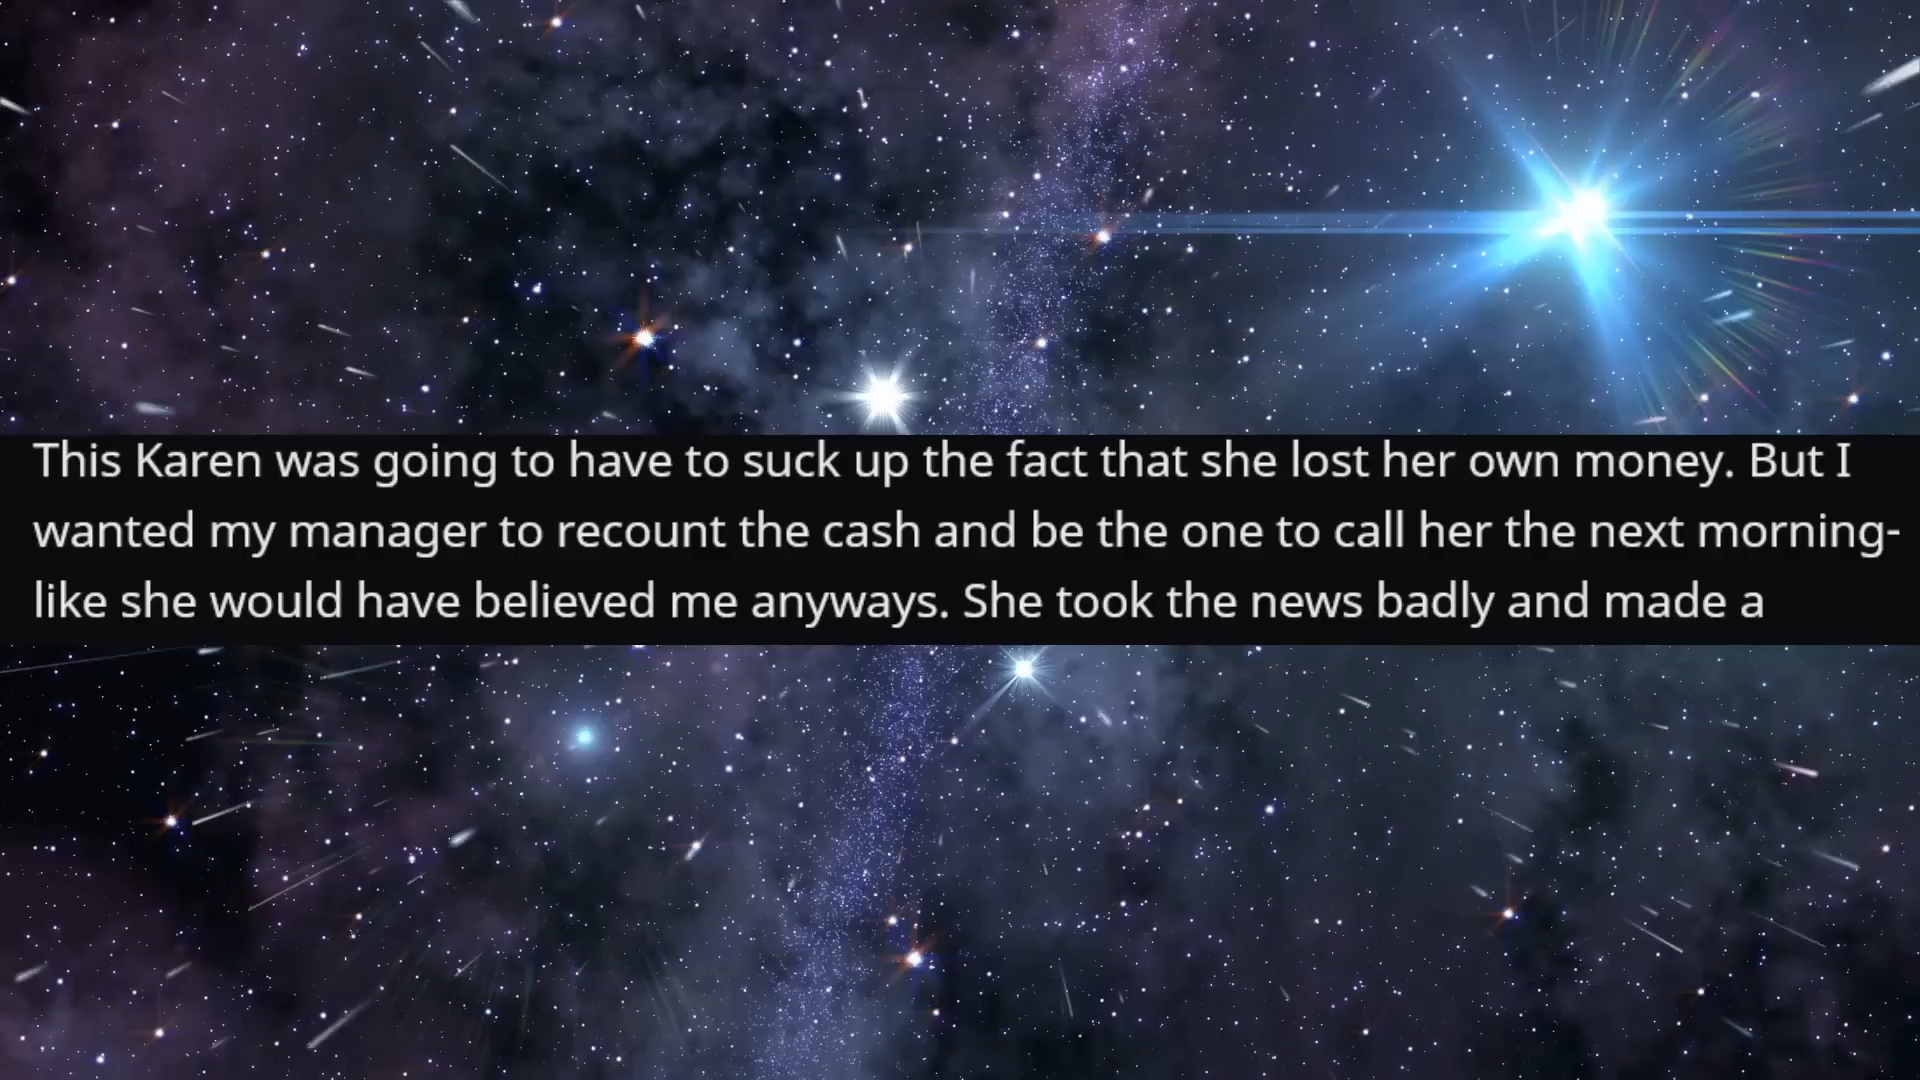 This Karen was going to have to suck up the fact that she lost her own money. But I
wanted my manager to recount the cash and be the one to call her the next morning-
like she would have believed me anyways. She took the news badly and made a